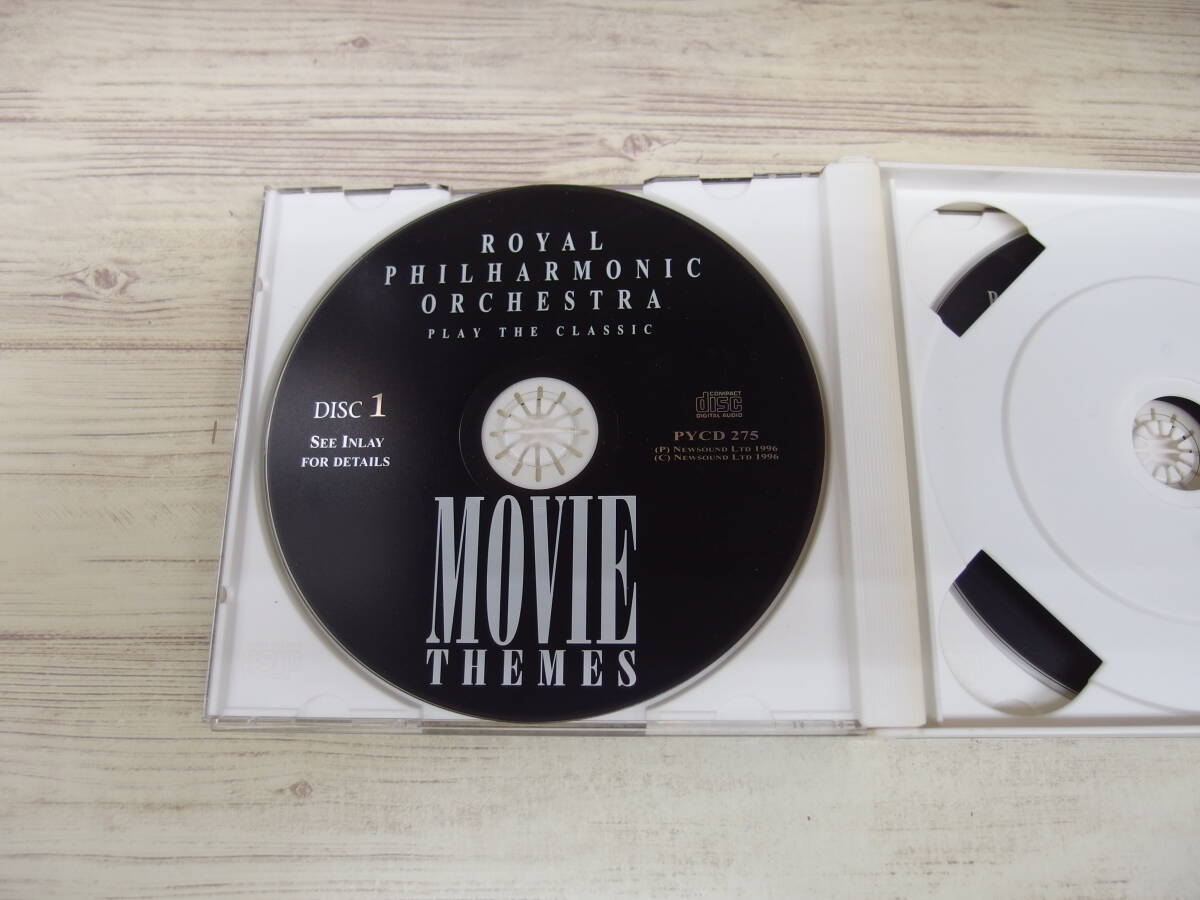 ROYAL
PHILHARMONIC
ORCHESTRA
PLAY THE CLASSIC
DISC 1
SEE INLAY
FOR DETAILS
COMPACT
disc
DIGITAL AUDIO
PYCD 275
(P) NEWSOUND LTD 1996
(C) NEWSOUND LTD 1996
MOVIE
THEMES